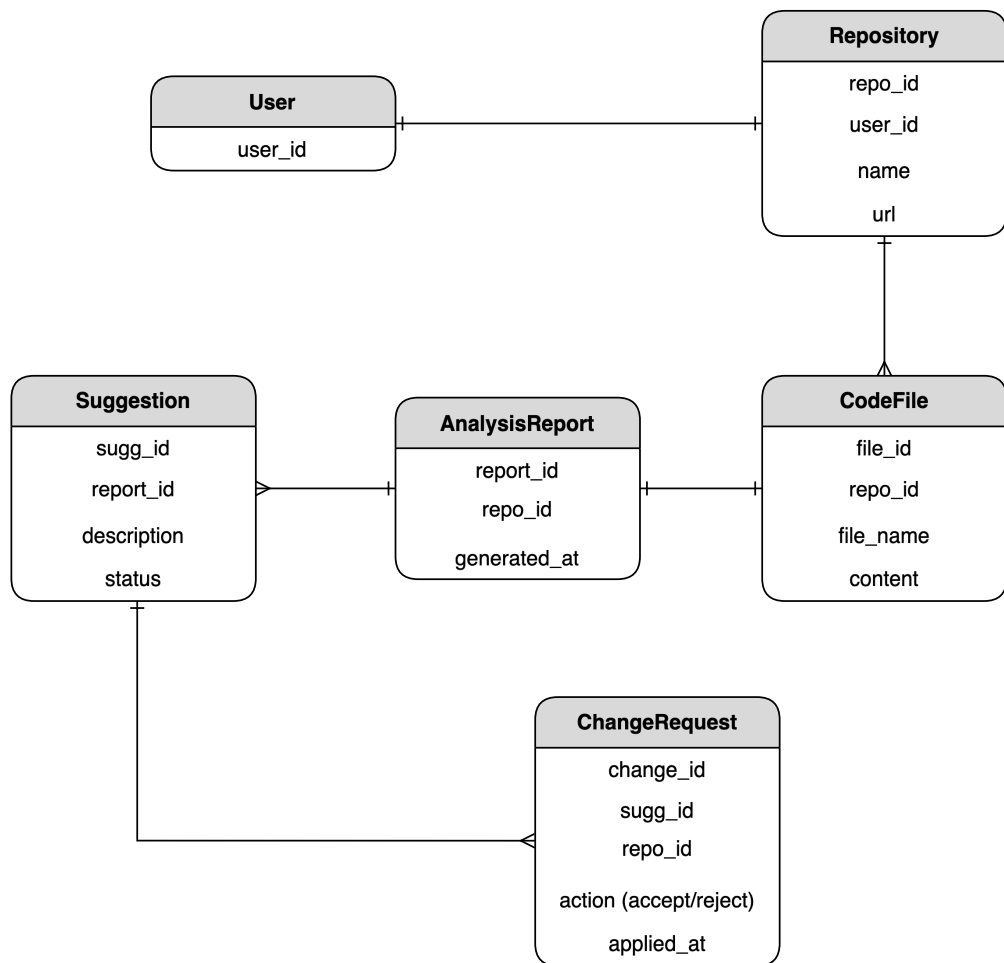 Repository
repo_id
user_id
name
url
User
user_id
Suggestion
sugg_id
report_id
description
status
AnalysisReport
report_id
repo_id
generated_at
CodeFile
file_id
repo_id
file_name
content
ChangeRequest
change_id
sugg_id
repo_id
action (accept/reject)
applied_at